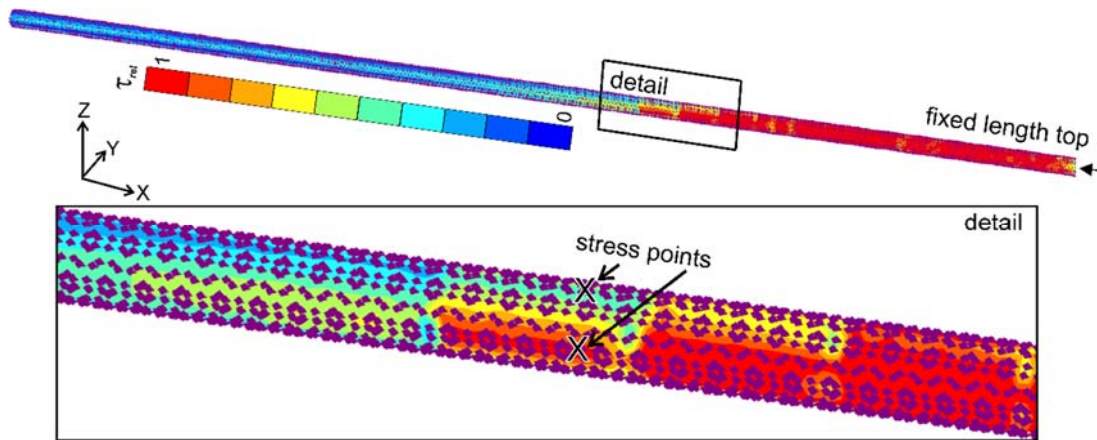 detail
τrel
1
0
fixed length top
Z
Y
X
detail
stress points
X
X